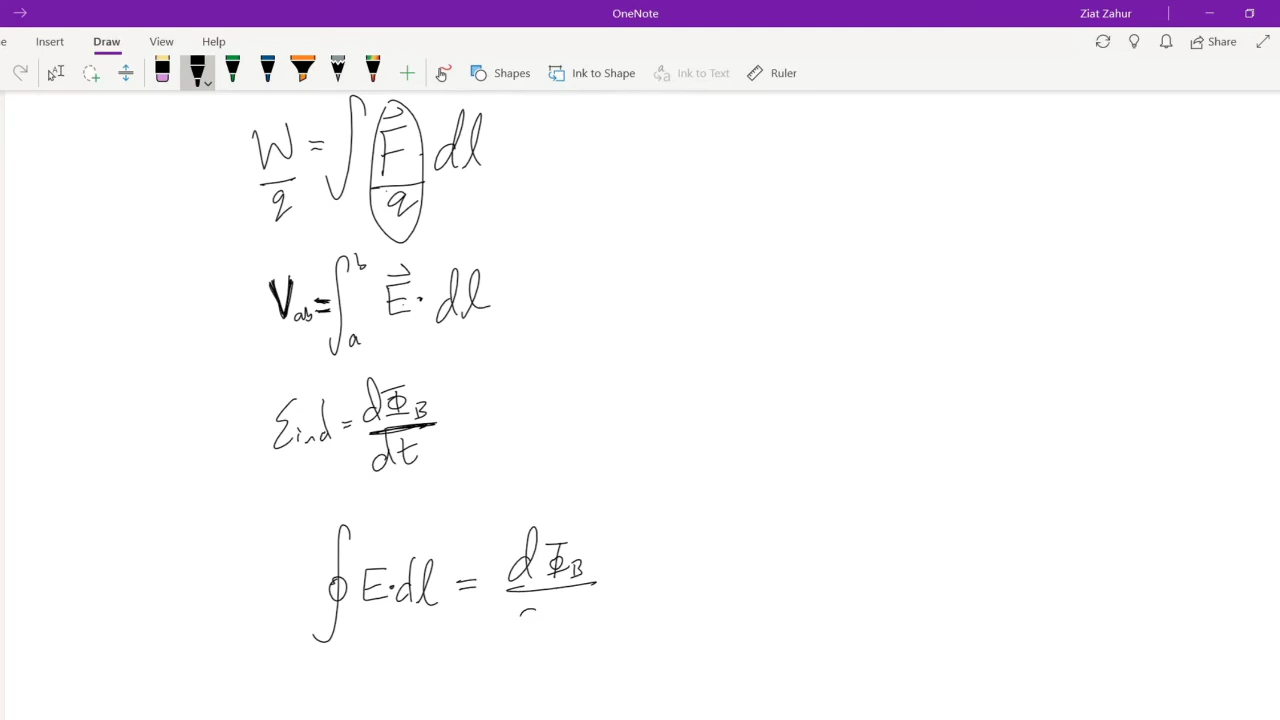 OneNote
Ziat Zahur
Insert Draw View Help
Share
Shapes Ink to Shape Ink to Text Ruler
W/q = ∫ F⃗/q dl
V_ab = ∫_a^b E⃗ · dl
Ɛ_ind = dΦ_B/dt
∮ E · dl = dΦ_B